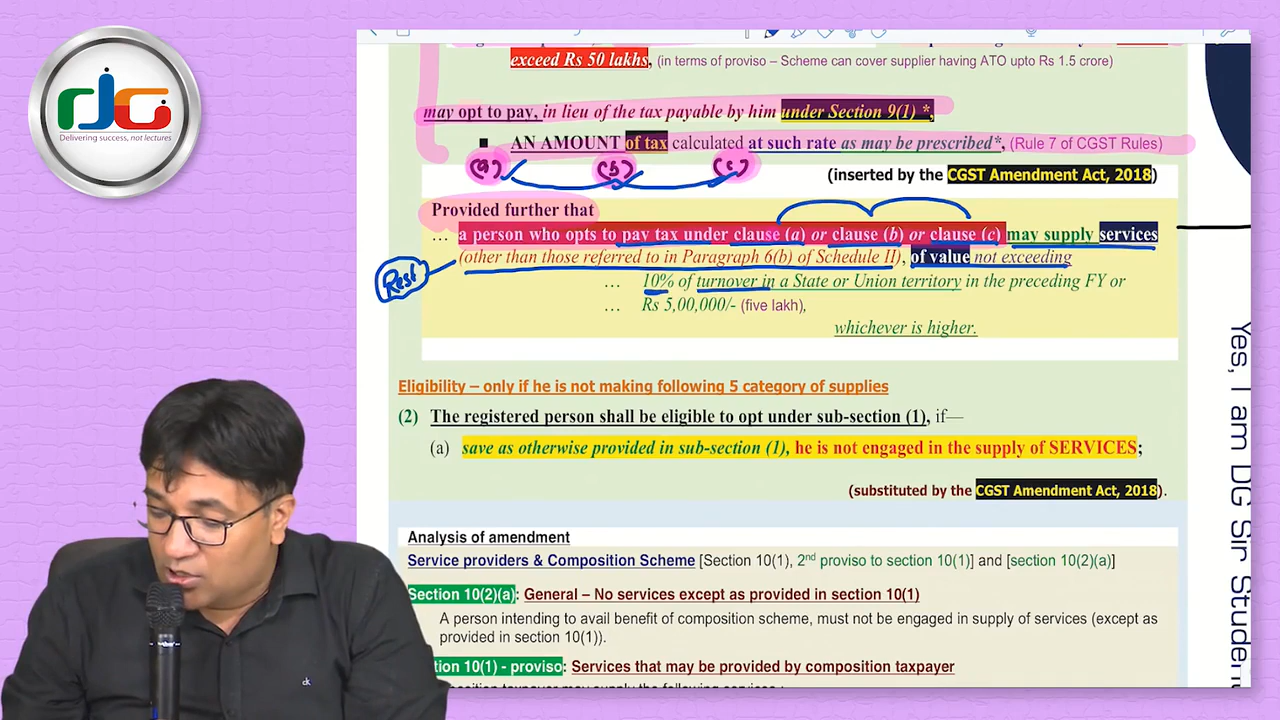 DG
Delivering success, not lectures
exceed Rs 50 lakhs, (in terms of proviso – Scheme can cover supplier having ATO upto Rs 1.5 crore)
may opt to pay, in lieu of the tax payable by him under Section 9(1) *,
■ AN AMOUNT of tax calculated at such rate as may be prescribed*, (Rule 7 of CGST Rules)
(a) (b) (c)
(inserted by the CGST Amendment Act, 2018)
Provided further that
… a person who opts to pay tax under clause (a) or clause (b) or clause (c) may supply services
(other than those referred to in Paragraph 6(b) of Schedule II), of value not exceeding
Rest
… 10% of turnover in a State or Union territory in the preceding FY or
… Rs 5,00,000/- (five lakh),
whichever is higher.
Eligibility – only if he is not making following 5 category of supplies
(2) The registered person shall be eligible to opt under sub-section (1), if—
(a) save as otherwise provided in sub-section (1), he is not engaged in the supply of SERVICES;
(substituted by the CGST Amendment Act, 2018).
Analysis of amendment
Service providers & Composition Scheme [Section 10(1), 2nd proviso to section 10(1)] and [section 10(2)(a)]
Section 10(2)(a): General – No services except as provided in section 10(1)
A person intending to avail benefit of composition scheme, must not be engaged in supply of services (except as
provided in section 10(1)).
tion 10(1) - proviso: Services that may be provided by composition taxpayer
Yes, I am DG Sir Studen